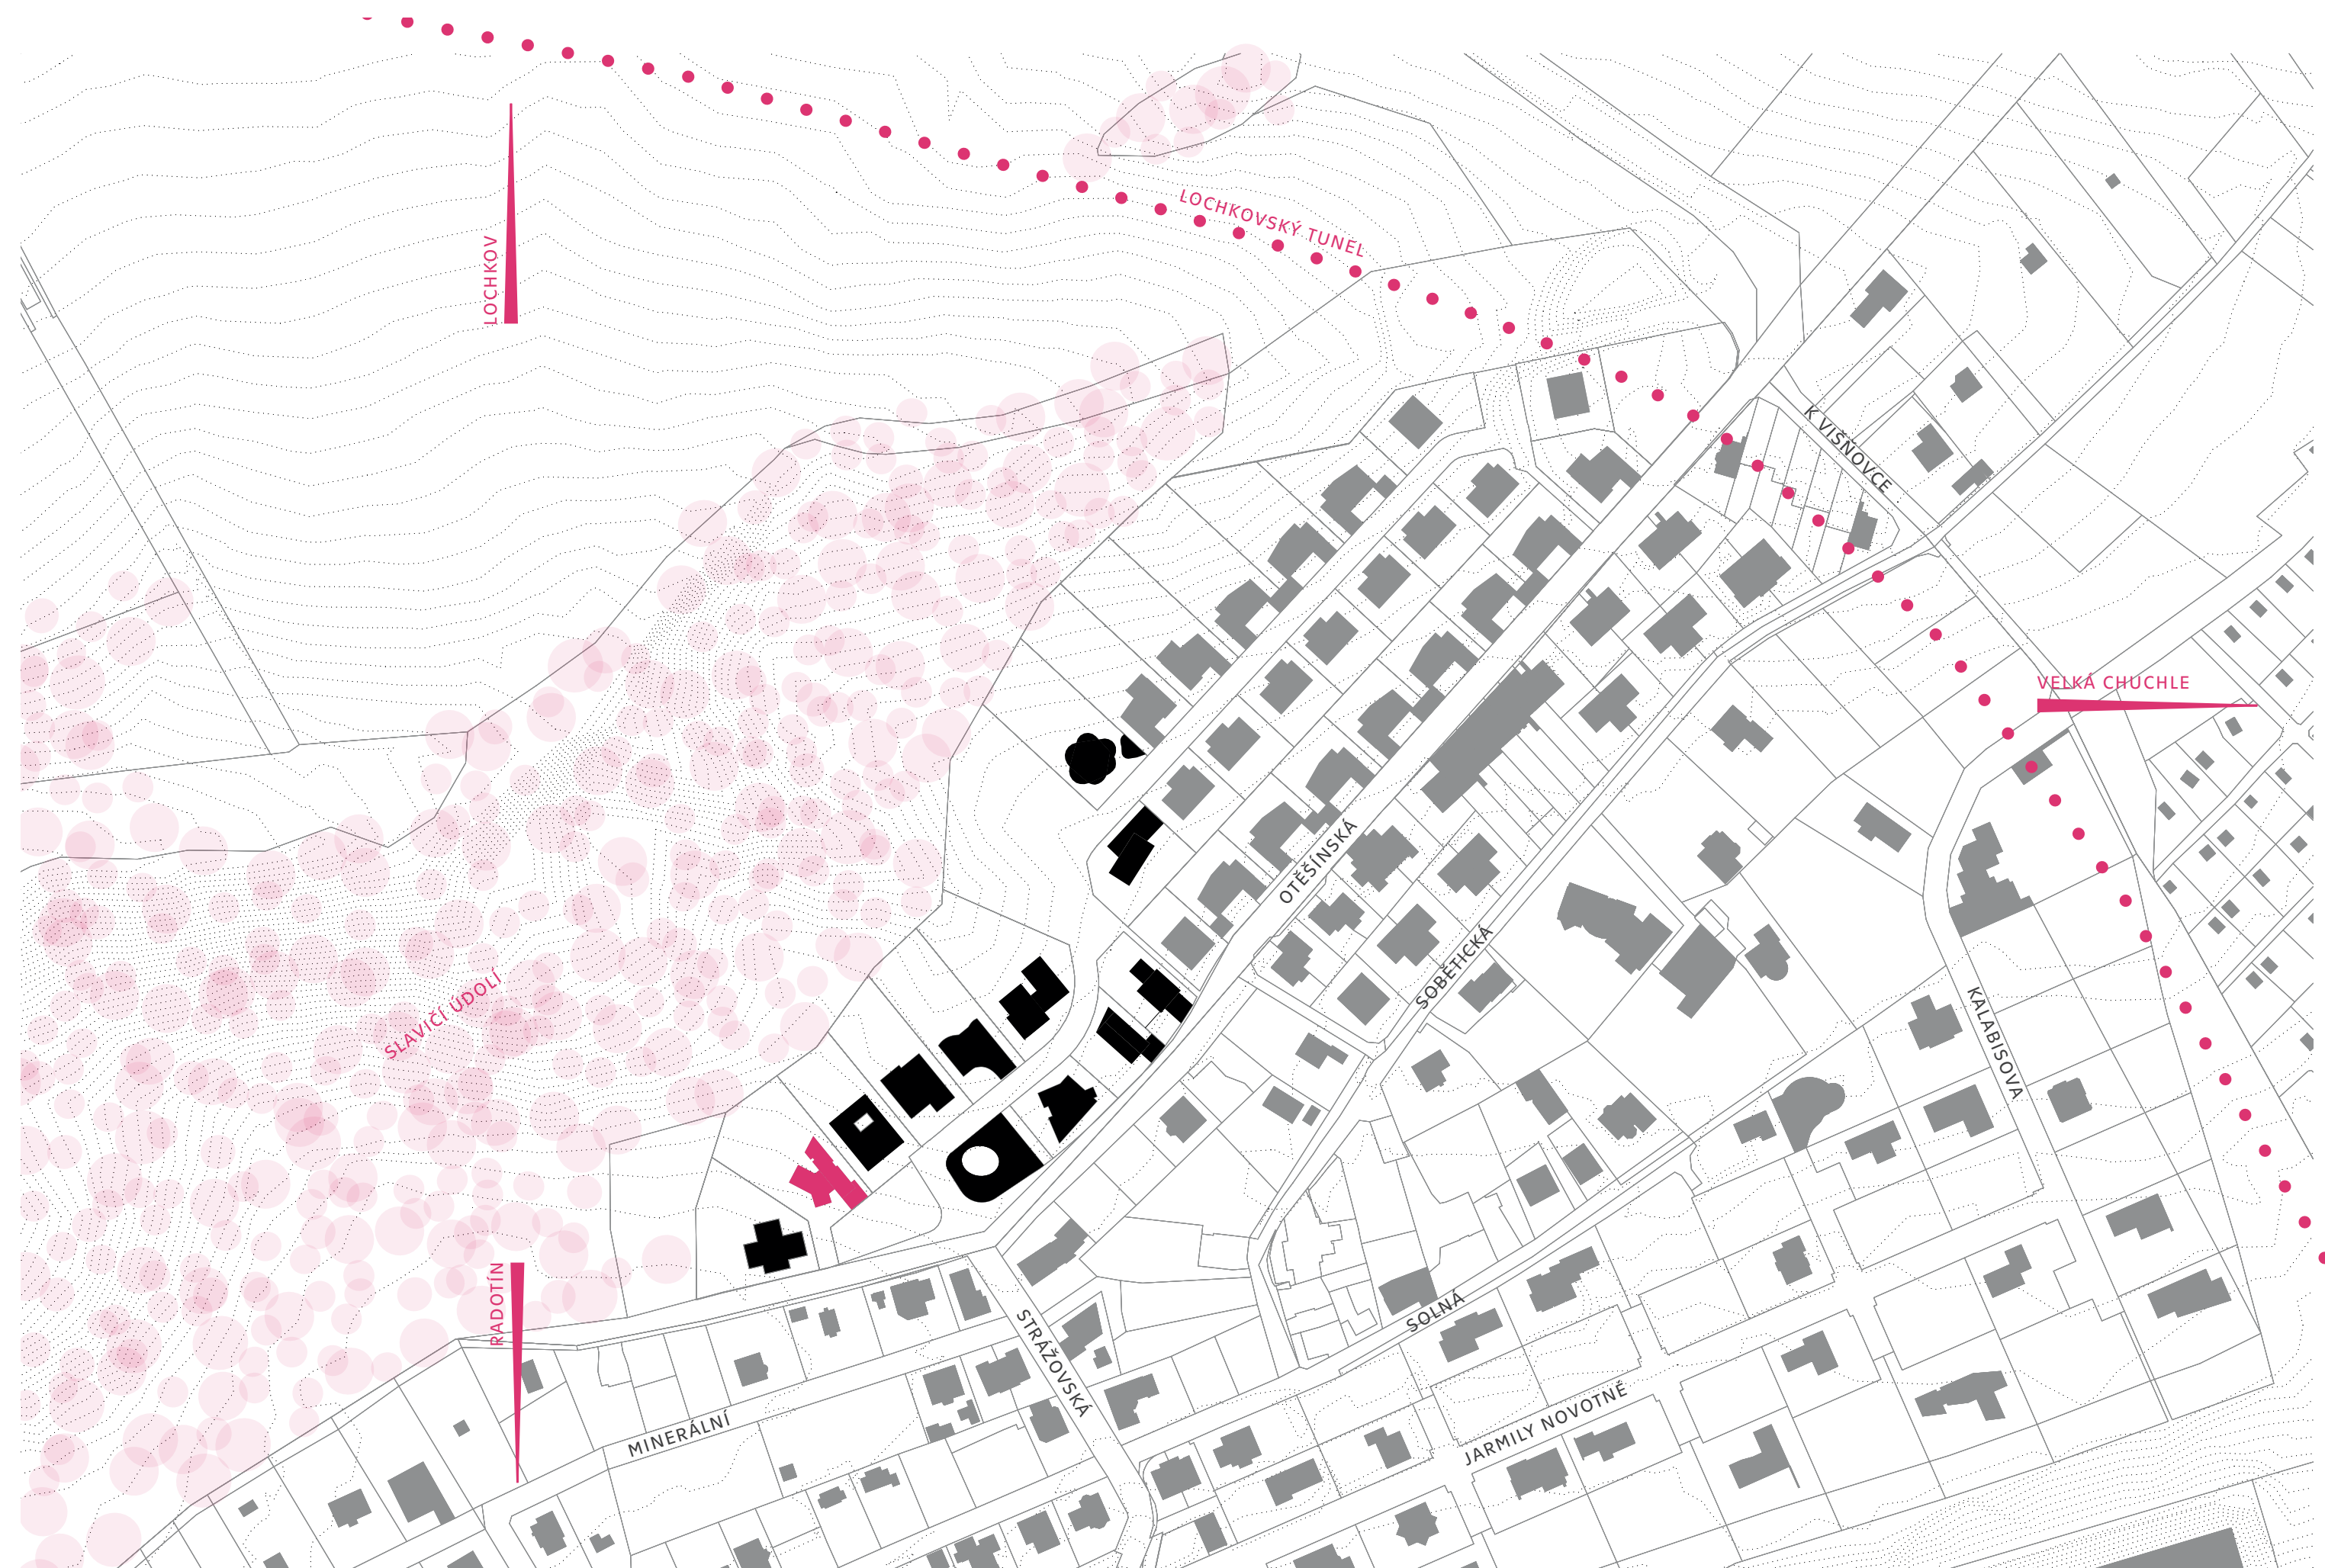 LOCHKOVSKÝ TUNEL
LOCHKOV
K VIŠŇOVCE
VELKÁ CHUCHLE
OTĚŠÍNSKÁ
SOBĚTICKÁ
SLAVIČÍ ÚDOLÍ
KALABISOVA
RADOTÍN
SOLNÁ
STRÁŽOVSKÁ
MINERÁLNÍ
JARMILY NOVOTNÉ